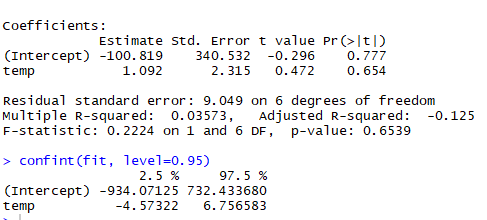 Coefficients:
            Estimate Std. Error t value Pr(>|t|)
(Intercept) -100.819    340.532  -0.296    0.777
temp           1.092      2.315   0.472    0.654
Residual standard error: 9.049 on 6 degrees of freedom
Multiple R-squared:  0.03573,   Adjusted R-squared:  -0.125
F-statistic: 0.2224 on 1 and 6 DF,  p-value: 0.6539
> confint(fit, level=0.95)
                 2.5 %     97.5 %
(Intercept) -934.07125 732.433680
temp          -4.57322   6.756583
>